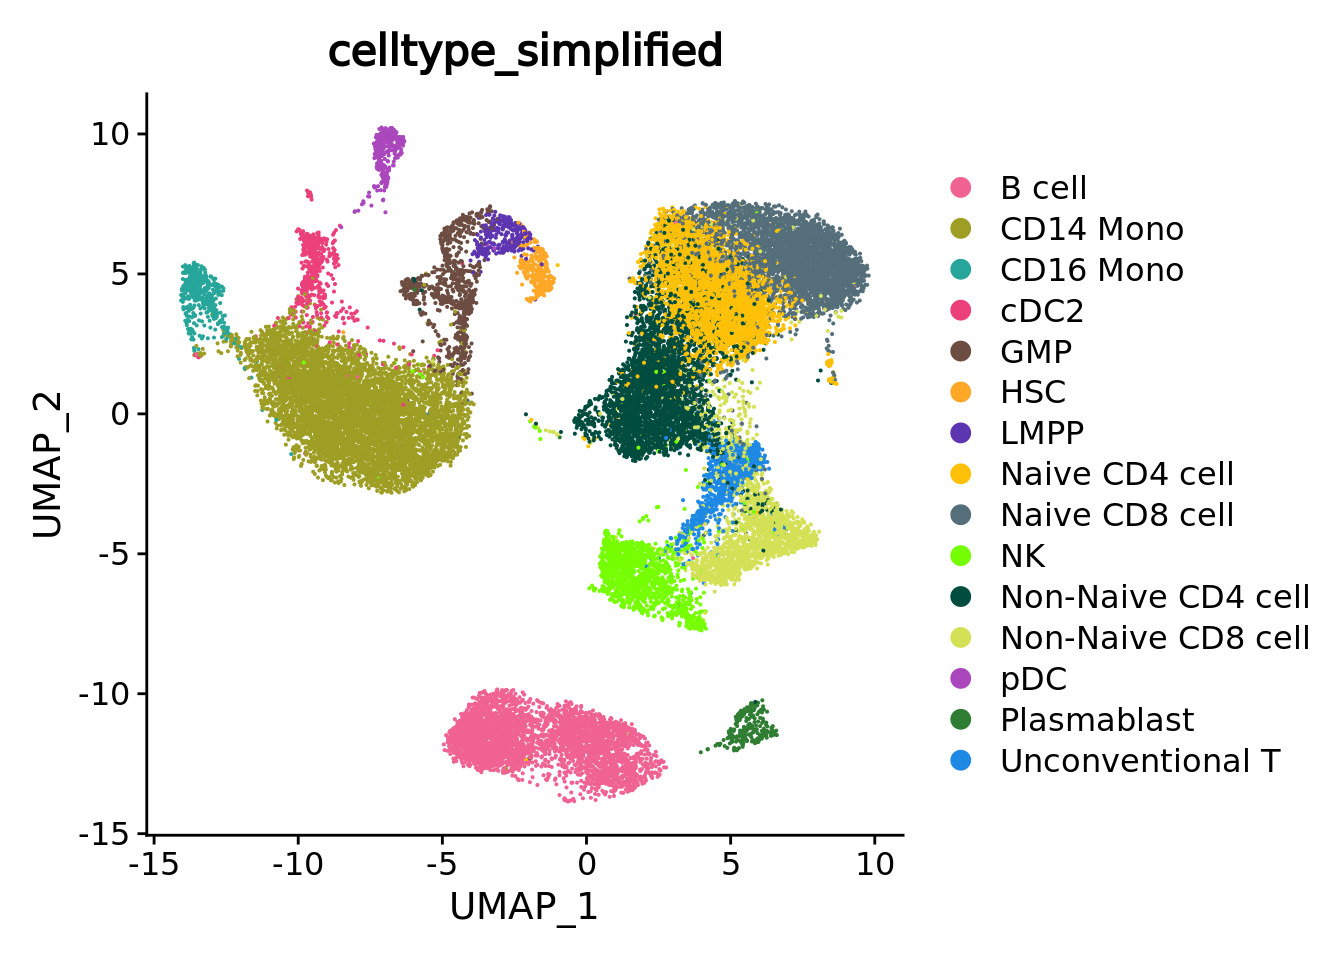 celltype_simplified
10
5
0
-5
-10
-15
UMAP_2
-15 -10 -5 0 5 10
UMAP_1
B cell
CD14 Mono
CD16 Mono
cDC2
GMP
HSC
LMPP
Naive CD4 cell
Naive CD8 cell
NK
Non-Naive CD4 cell
Non-Naive CD8 cell
pDC
Plasmablast
Unconventional T